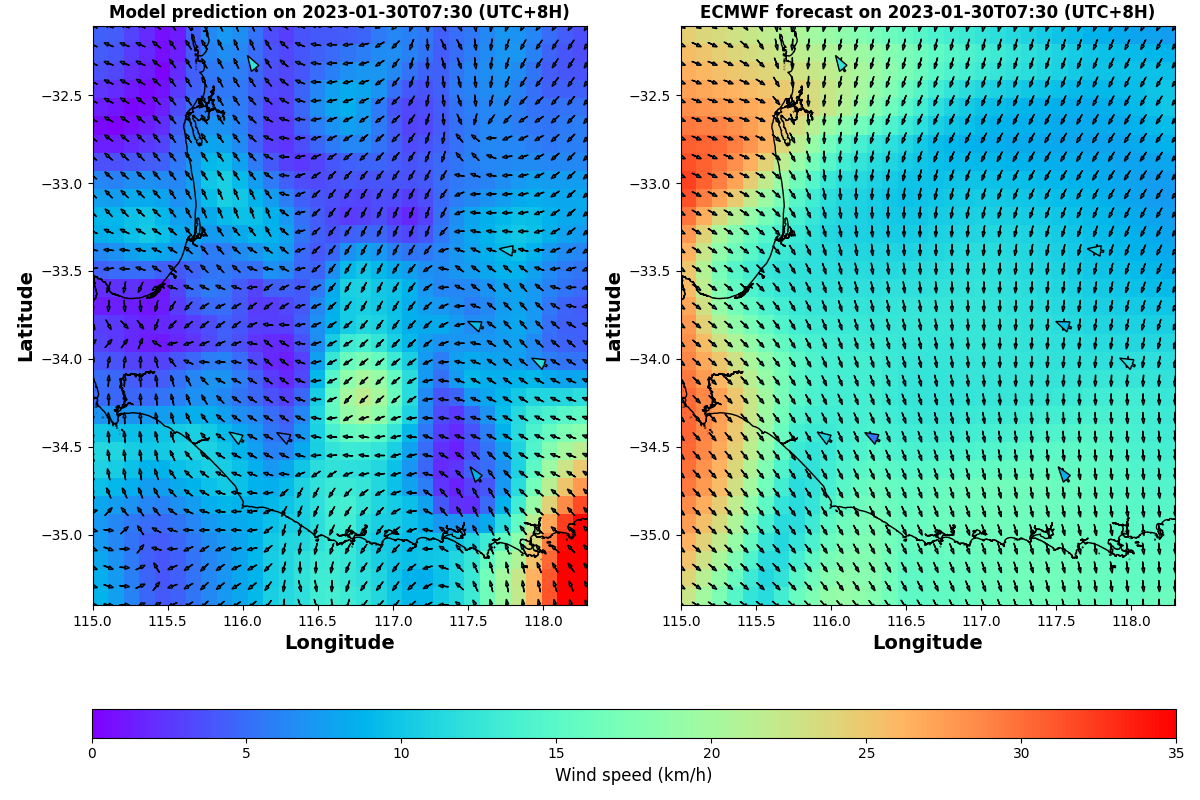 Model prediction on 2023-01-30T07:30 (UTC+8H)
ECMWF forecast on 2023-01-30T07:30 (UTC+8H)
Latitude
−32.5
−33.0
−33.5
−34.0
−34.5
−35.0
115.0 115.5 116.0 116.5 117.0 117.5 118.0
Longitude
Latitude
−32.5
−33.0
−33.5
−34.0
−34.5
−35.0
115.0 115.5 116.0 116.5 117.0 117.5 118.0
Longitude
0 5 10 15 20 25 30 35
Wind speed (km/h)